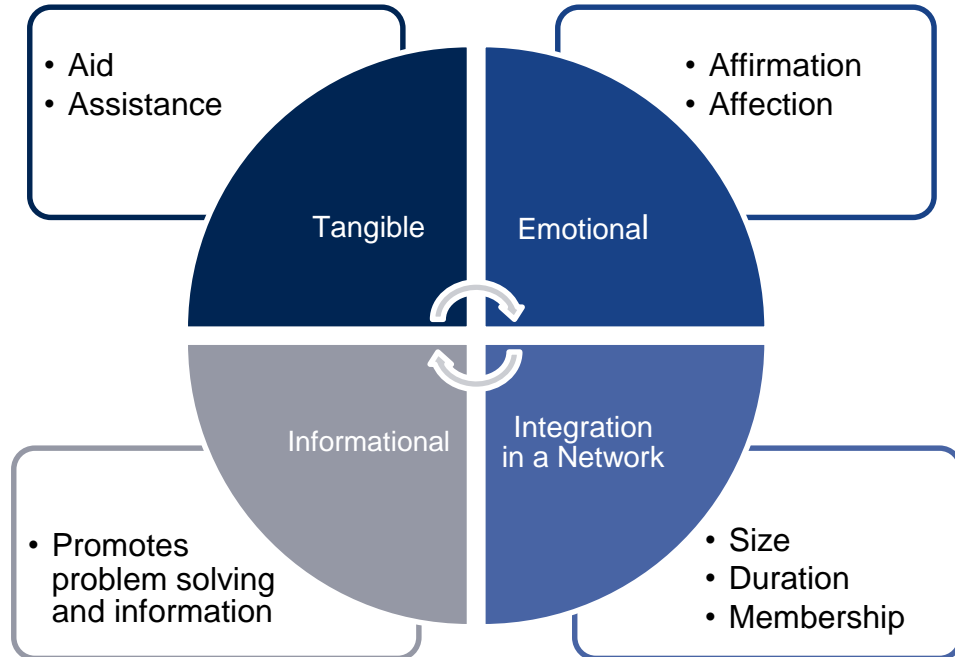 • Aid
• Assistance
• Affirmation
• Affection
Tangible
Emotional
Informational
Integration
in a Network
• Promotes
problem solving
and information
• Size
• Duration
• Membership